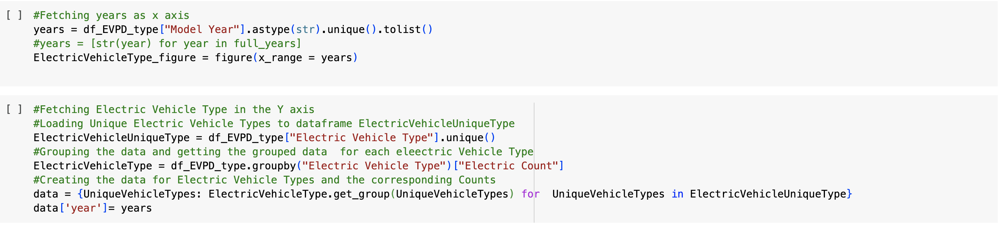 [ ] #Fetching years as x axis
years = df_EVPD_type["Model Year"].astype(str).unique().tolist()
#years = [str(year) for year in full_years]
ElectricVehicleType_figure = figure(x_range = years)
[ ] #Fetching Electric Vehicle Type in the Y axis
#Loading Unique Electric Vehicle Types to dataframe ElectricVehicleUniqueType
ElectricVehicleUniqueType = df_EVPD_type["Electric Vehicle Type"].unique()
#Grouping the data and getting the grouped data  for each eleectric Vehicle Type
ElectricVehicleType = df_EVPD_type.groupby("Electric Vehicle Type")["Electric Count"]
#Creating the data for Electric Vehicle Types and the corresponding Counts
data = {UniqueVehicleTypes: ElectricVehicleType.get_group(UniqueVehicleTypes) for  UniqueVehicleTypes in ElectricVehicleUniqueType}
data['year']= years